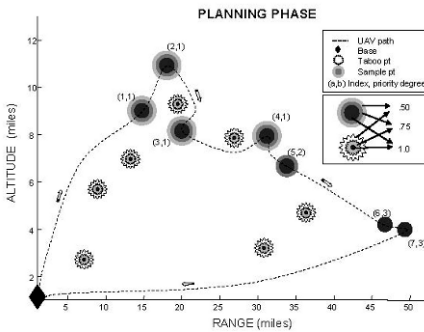 PLANNING PHASE
UAV path
Base
Taboo pt
Sample pt
(a,b) Index, priority degree
.50
.75
1.0
(2,1)
(1,1)
(3,1)
(4,1)
(5,2)
(6,3)
(7,3)
ALTITUDE (miles)
12
10
8
6
4
2
5 10 15 20 25 30 35 40 45 50
RANGE (miles)